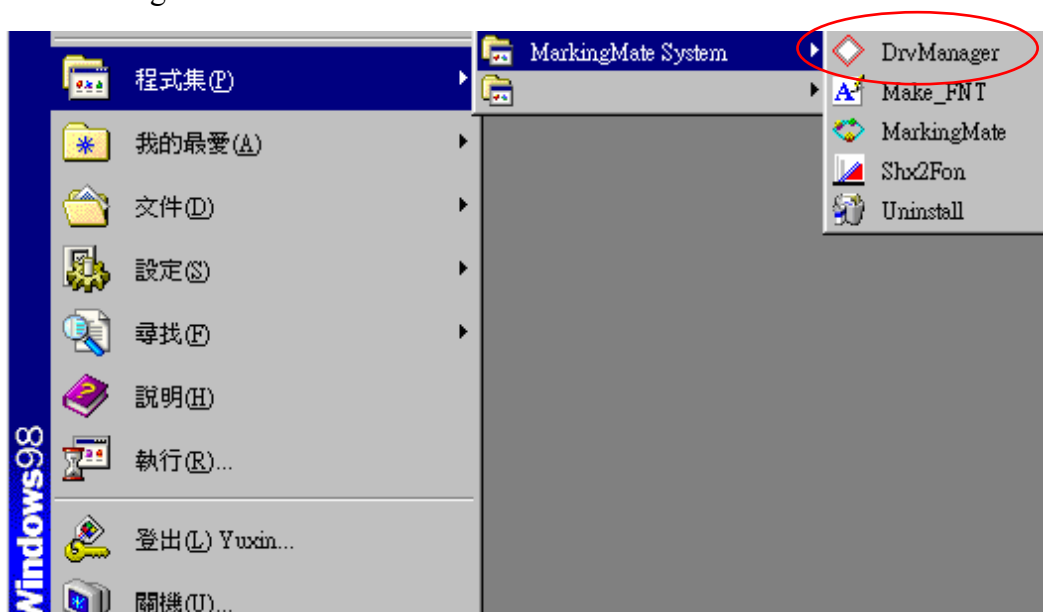 程式集(P)
我的最愛(A)
文件(D)
設定(S)
尋找(F)
說明(H)
執行(R)...
登出(L) Yuxin...
關機(U)...
Windows98
MarkingMate System
DrvManager
Make_FNT
MarkingMate
Shx2Fon
Uninstall